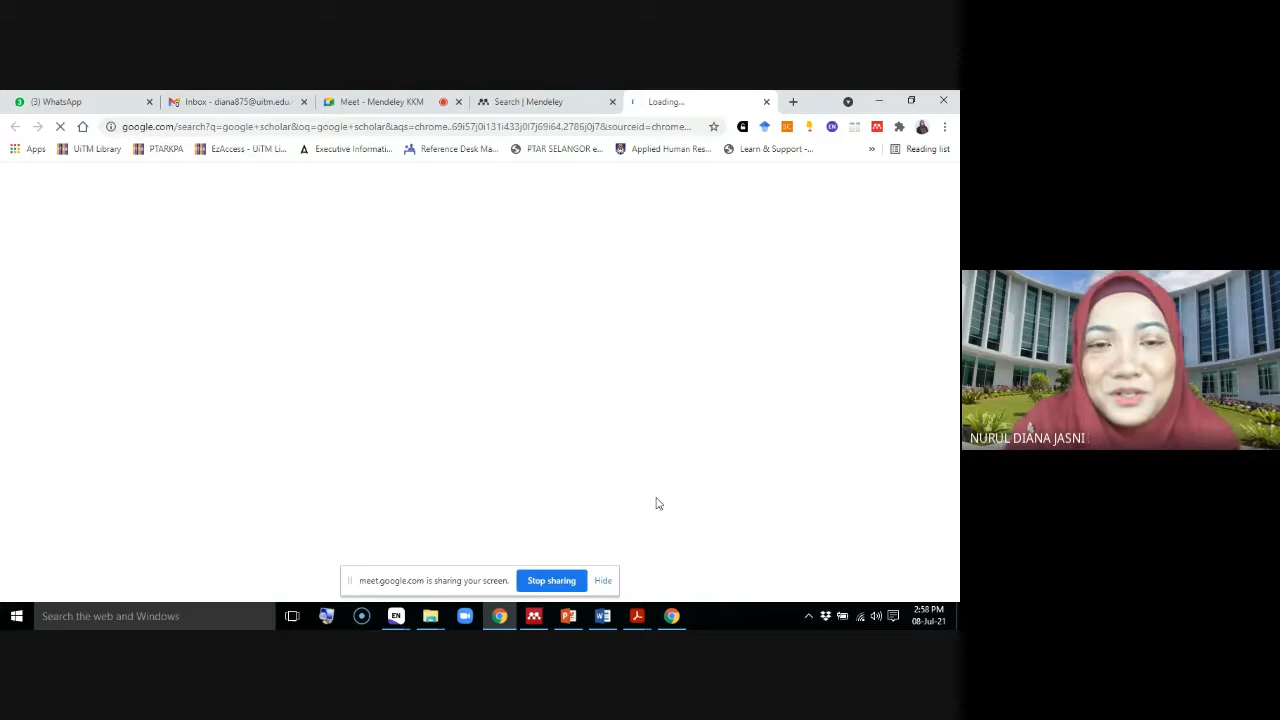 (3) WhatsApp
Inbox - diana875@uitm.edu.
Meet - Mendeley KKM
Search | Mendeley
Loading...
google.com/search?q=google+scholar&oq=google+scholar&aqs=chrome..69i57j0i131i433j0l7j69i64.2786j0j7&sourceid=chrome...
Apps
UiTM Library
PTARKPA
EzAccess - UiTM Li...
Executive Informati...
Reference Desk Ma...
PTAR SELANGOR e...
Applied Human Res...
Learn & Support -...
»
Reading list
NURUL DIANA JASNI
meet.google.com is sharing your screen.
Stop sharing
Hide
Search the web and Windows
EN
2:58 PM
08-Jul-21